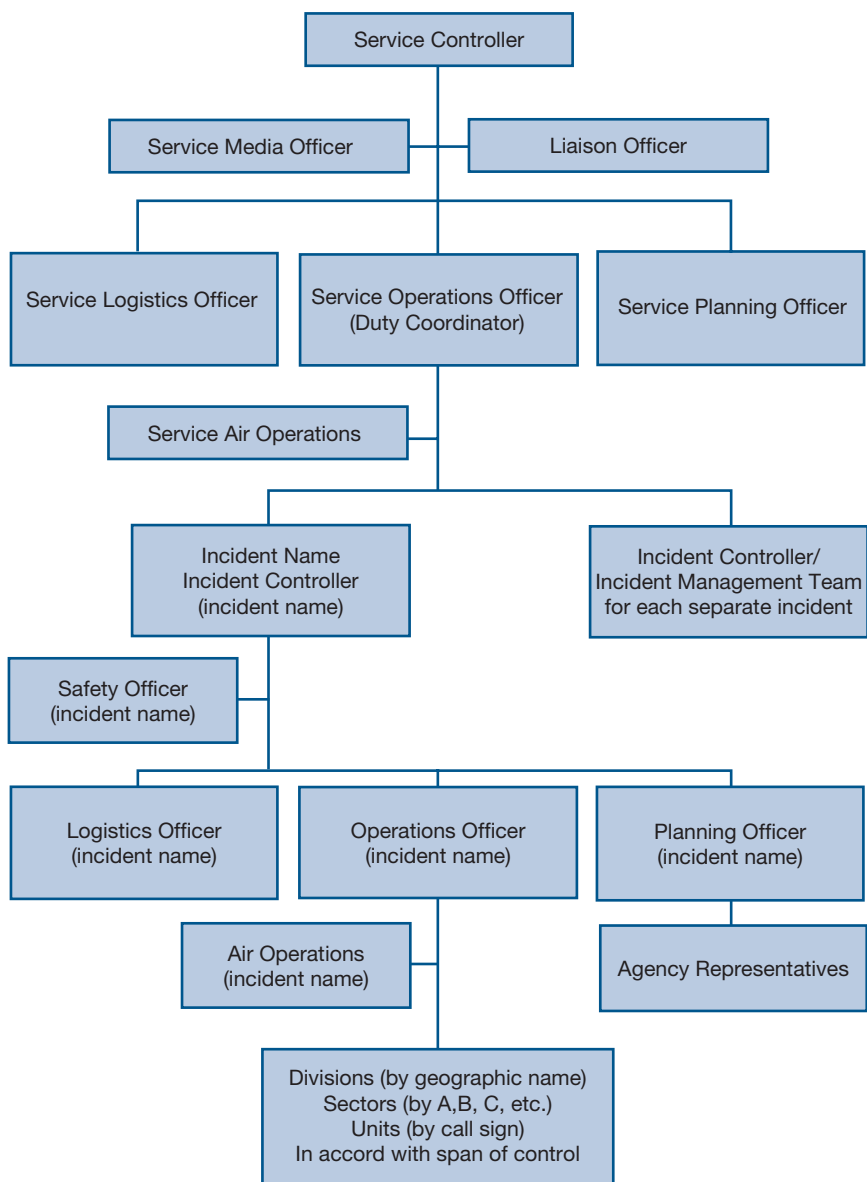 Service Controller
Service Media Officer
Liaison Officer
Service Logistics Officer
Service Operations Officer
(Duty Coordinator)
Service Planning Officer
Service Air Operations
Incident Name
Incident Controller
(incident name)
Incident Controller/
Incident Management Team
for each separate incident
Safety Officer
(incident name)
Logistics Officer
(incident name)
Operations Officer
(incident name)
Planning Officer
(incident name)
Air Operations
(incident name)
Agency Representatives
Divisions (by geographic name)
Sectors (by A,B, C, etc.)
Units (by call sign)
In accord with span of control